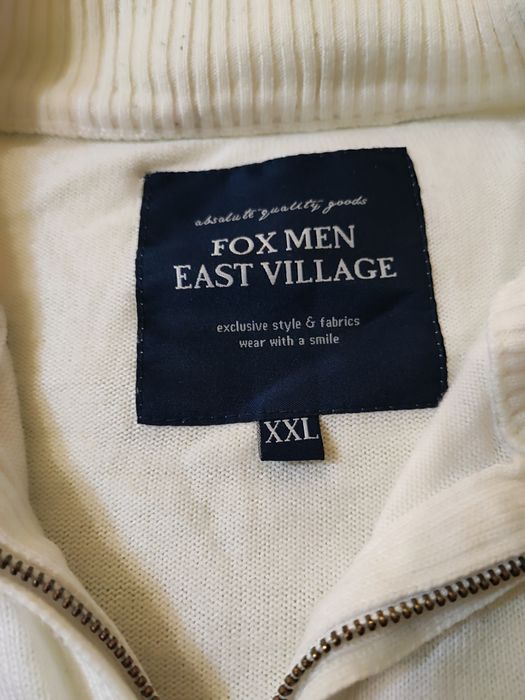 absolute quality goods
FOX MEN
EAST VILLAGE
exclusive style & fabrics
wear with a smile
XXL